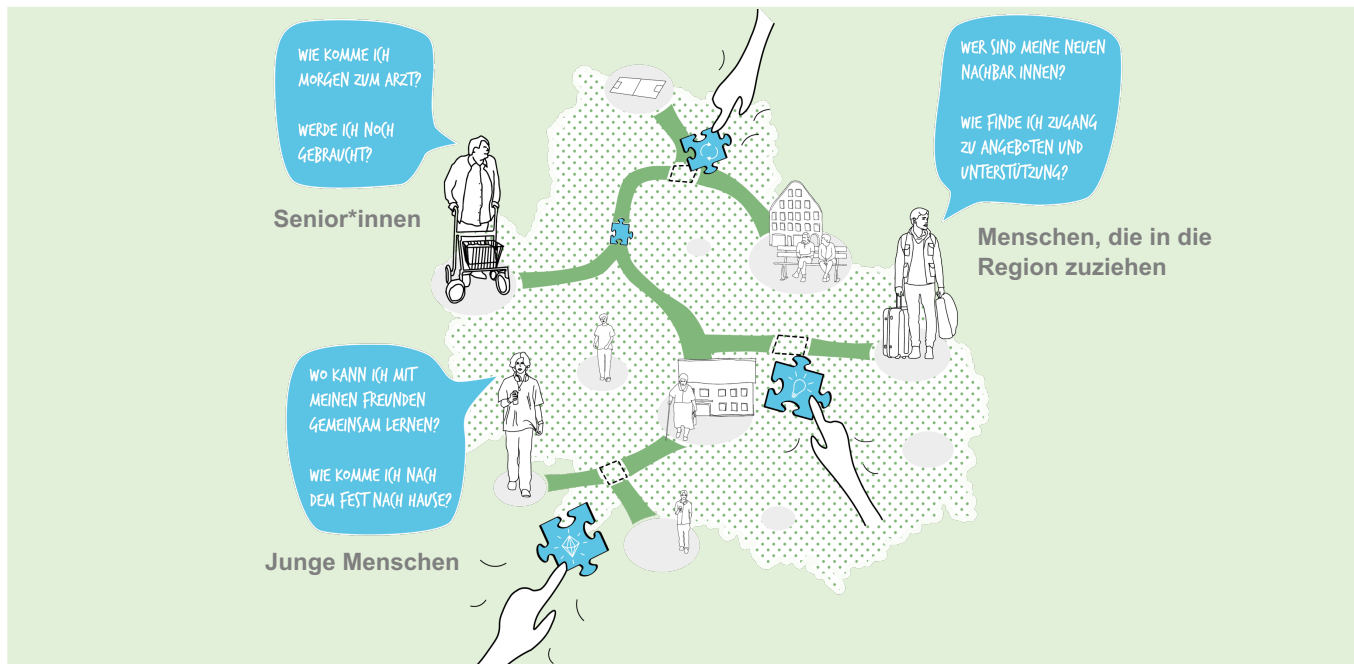 WIE KOMME ICH
MORGEN ZUM ARZT?
WERDE ICH NOCH
GEBRAUCHT?
Senior*innen
WER SIND MEINE NEUEN
NACHBAR INNEN?
WIE FINDE ICH ZUGANG
ZU ANGEBOTEN UND
UNTERSTÜTZUNG?
Menschen, die in die
Region zuziehen
WO KANN ICH MIT
MEINEN FREUNDEN
GEMEINSAM LERNEN?
WIE KOMME ICH NACH
DEM FEST NACH HAUSE?
Junge Menschen